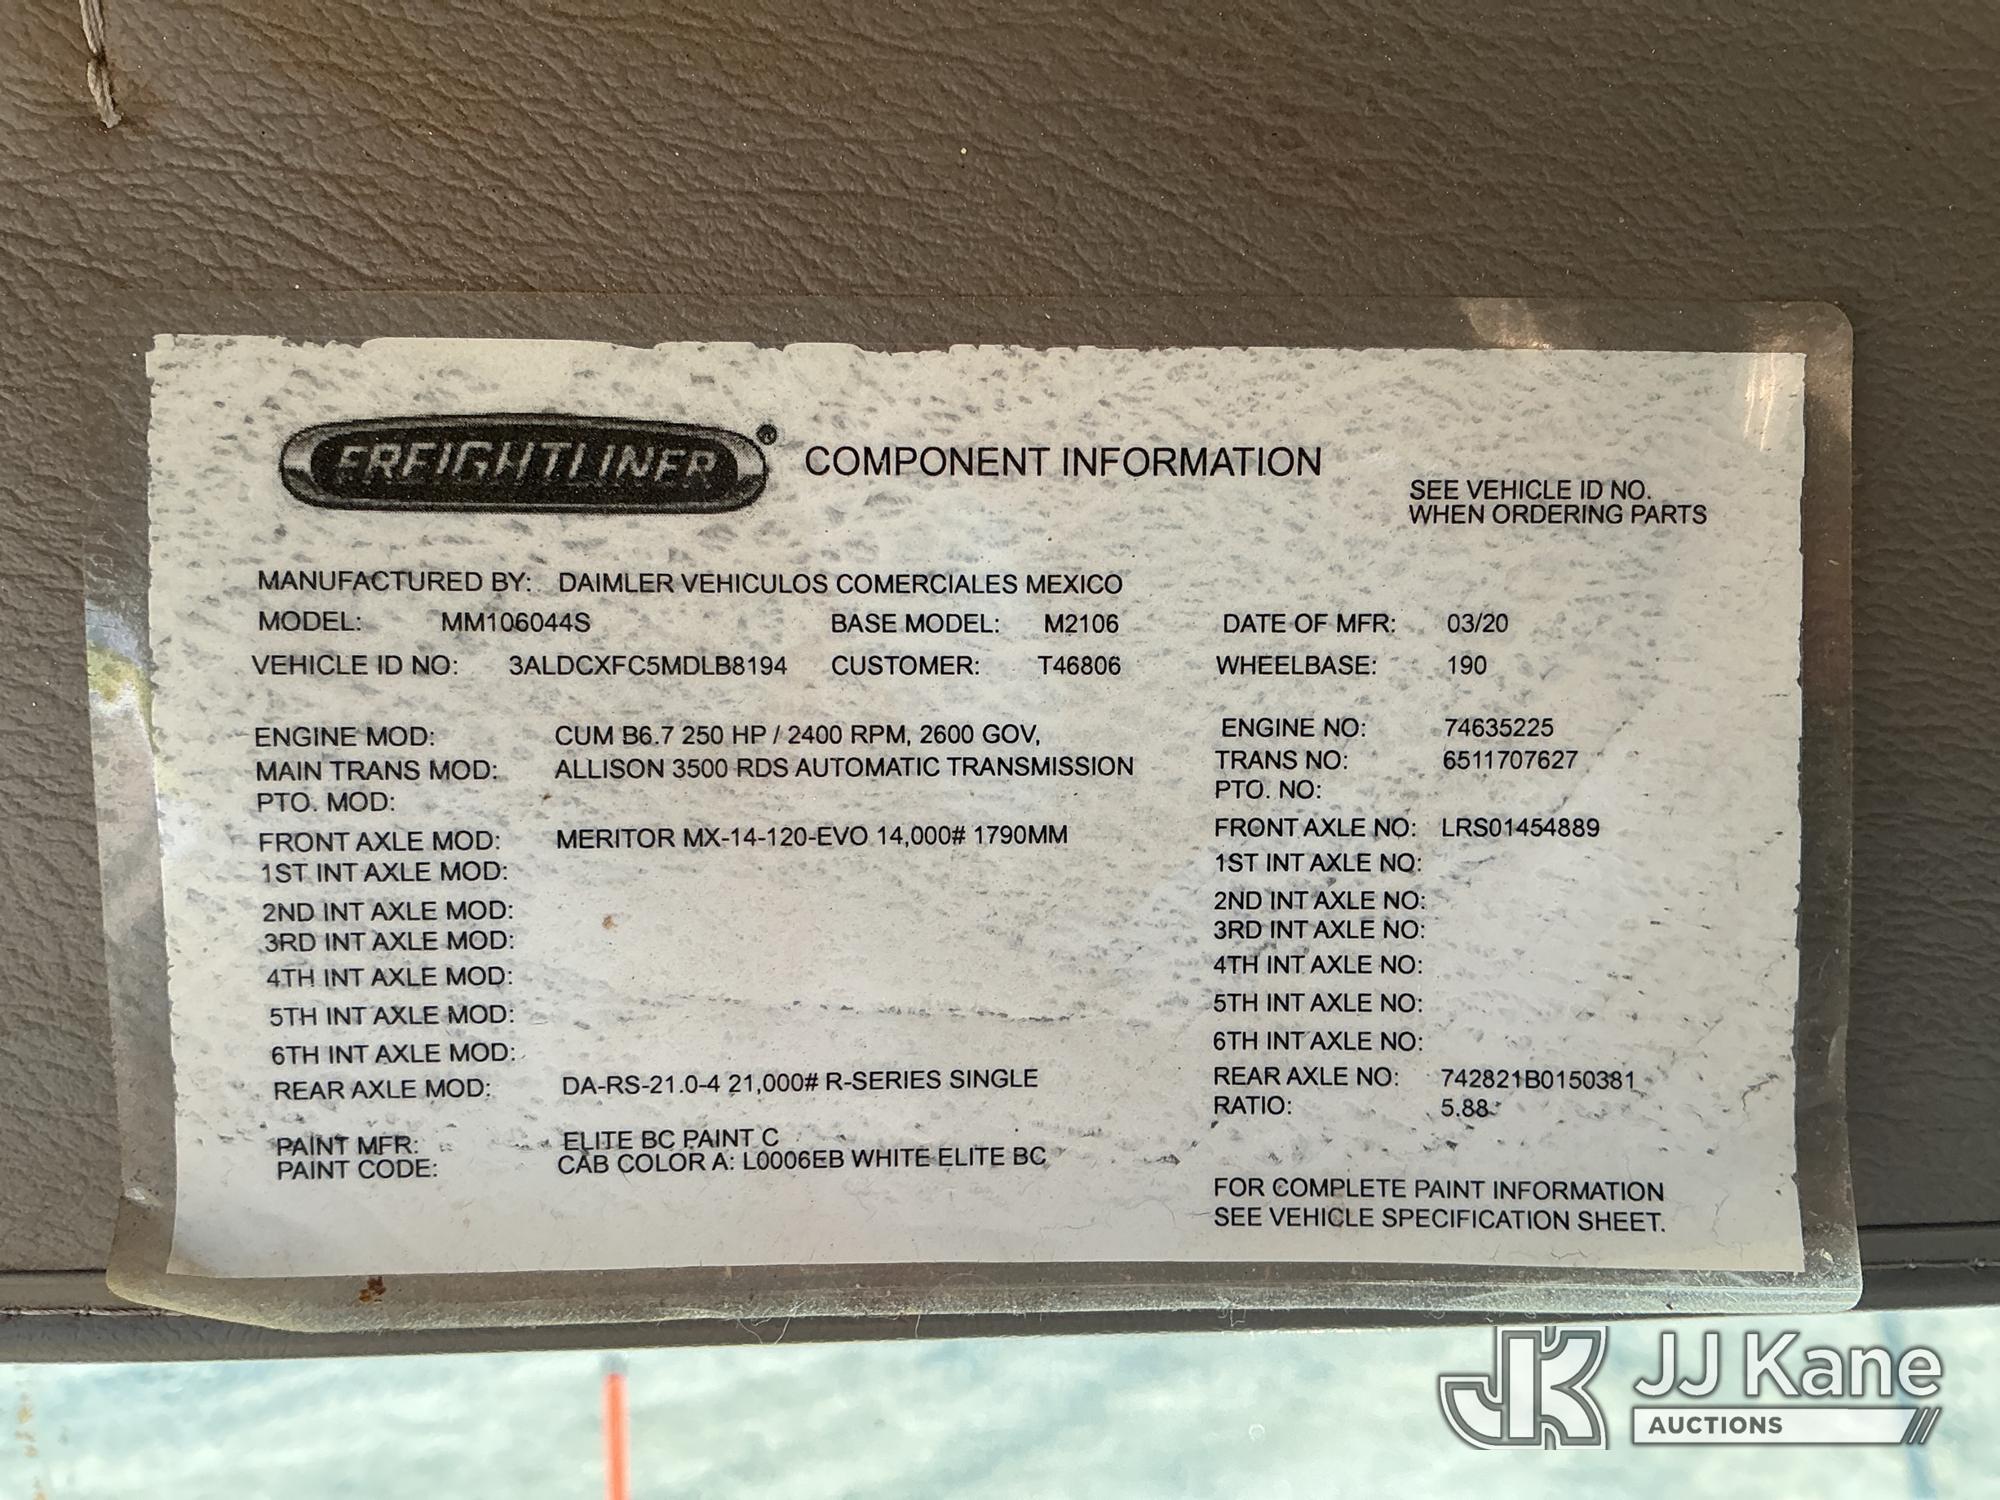 FREIGHTLINER® COMPONENT INFORMATION
SEE VEHICLE ID NO.
WHEN ORDERING PARTS
MANUFACTURED BY: DAIMLER VEHICULOS COMERCIALES MEXICO
MODEL: MM106044S BASE MODEL: M2106 DATE OF MFR: 03/20
VEHICLE ID NO: 3ALDCXFC5MDLB8194 CUSTOMER: T46806 WHEELBASE: 190
ENGINE MOD: CUM B6.7 250 HP / 2400 RPM, 2600 GOV, ENGINE NO: 74635225
MAIN TRANS MOD: ALLISON 3500 RDS AUTOMATIC TRANSMISSION TRANS NO: 6511707627
PTO. MOD: PTO. NO:
FRONT AXLE MOD: MERITOR MX-14-120-EVO 14,000# 1790MM FRONT AXLE NO: LRS01454889
1ST INT AXLE MOD: 1ST INT AXLE NO:
2ND INT AXLE MOD: 2ND INT AXLE NO:
3RD INT AXLE MOD: 3RD INT AXLE NO:
4TH INT AXLE MOD: 4TH INT AXLE NO:
5TH INT AXLE MOD: 5TH INT AXLE NO:
6TH INT AXLE MOD: 6TH INT AXLE NO:
REAR AXLE MOD: DA-RS-21.0-4 21,000# R-SERIES SINGLE REAR AXLE NO: 742821B0150381
RATIO: 5.88
PAINT MFR: ELITE BC PAINT C
PAINT CODE: CAB COLOR A: L0006EB WHITE ELITE BC
FOR COMPLETE PAINT INFORMATION
SEE VEHICLE SPECIFICATION SHEET.
JK JJ Kane
AUCTIONS